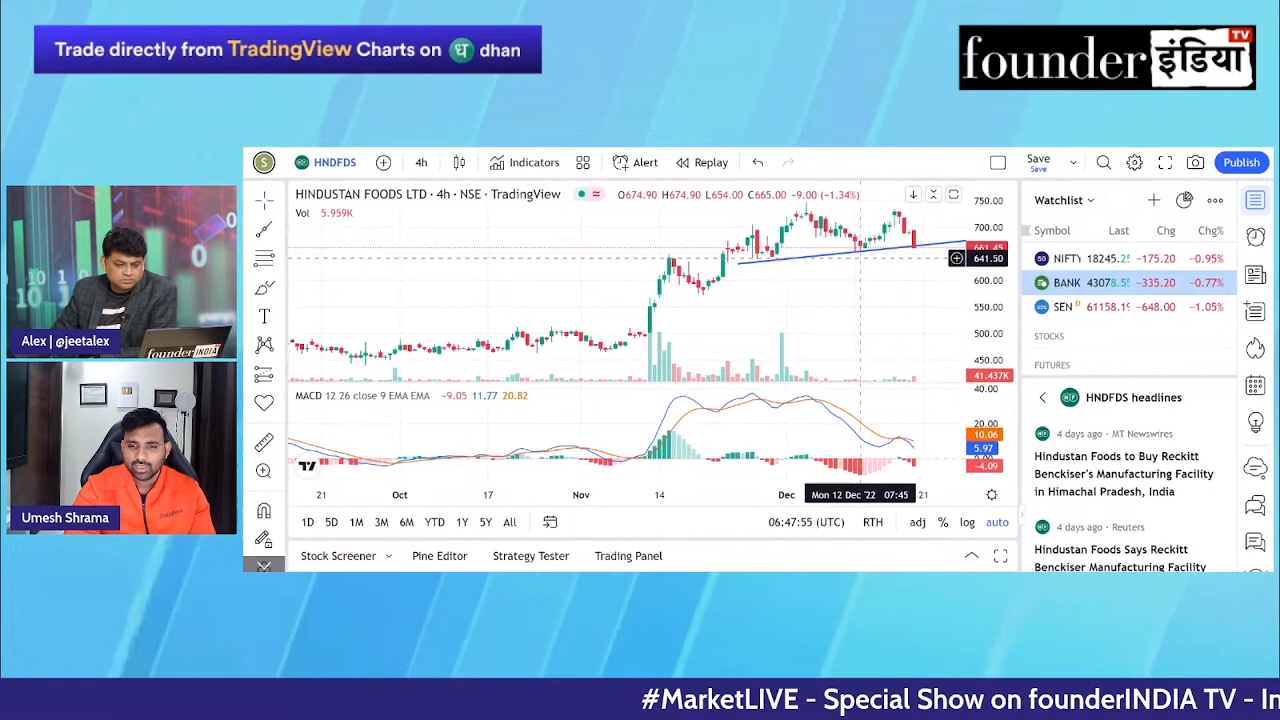 Trade directly from TradingView Charts on ध dhan
founder इंडिया TV
S HNDFDS 4h Indicators Alert Replay Save Save Publish
HINDUSTAN FOODS LTD · 4h · NSE · TradingView O674.90 H674.90 L654.00 C665.00 −9.00 (−1.34%)
Vol 5.959K
750.00
700.00
661.45
641.50
600.00
550.00
500.00
450.00
41.437K
40.00
MACD 12 26 close 9 EMA EMA −9.05 11.77 20.82
20.00
10.06
5.97
−4.09
21 Oct 17 Nov 14 Dec Mon 12 Dec '22 07:45 21
1D 5D 1M 3M 6M YTD 1Y 5Y All 06:47:55 (UTC) RTH adj % log auto
Stock Screener Pine Editor Strategy Tester Trading Panel
Watchlist
Symbol Last Chg Chg%
NIFTY 18245.25 −175.20 −0.95%
BANK 43078.55 −335.20 −0.77%
SEN D 61158.19 −648.00 −1.05%
STOCKS
FUTURES
HNDFDS headlines
4 days ago · MT Newswires
Hindustan Foods to Buy Reckitt
Benckiser's Manufacturing Facility
in Himachal Pradesh, India
4 days ago · Reuters
Hindustan Foods Says Reckitt
Benckiser Manufacturing Facility
Alex | @jeetalex
founder INDIA
Umesh Shrama
#MarketLIVE - Special Show on founderINDIA TV - In